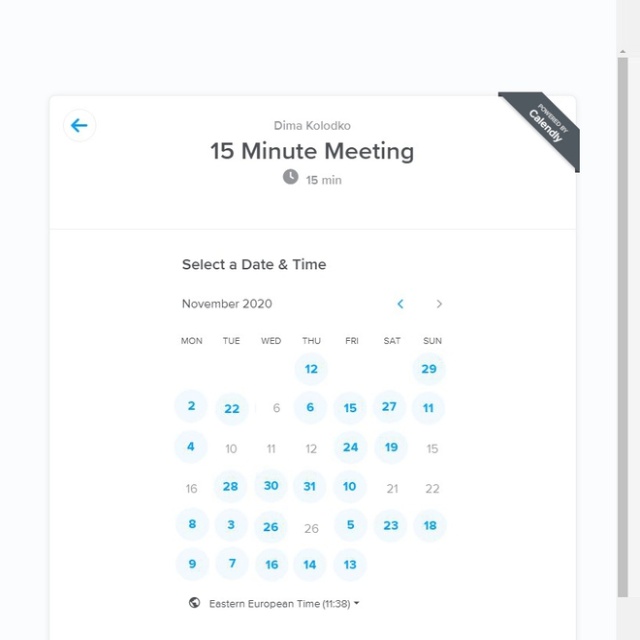 POWERED BY
Calendly
Dima Kolodko
15 Minute Meeting
15 min
Select a Date & Time
November 2020
MON TUE WED THU FRI SAT SUN
12 29
2 22 6 6 15 27 11
4 10 11 12 24 19 15
16 28 30 31 10 21 22
8 3 26 26 5 23 18
9 7 16 14 13
Eastern European Time (11:38)